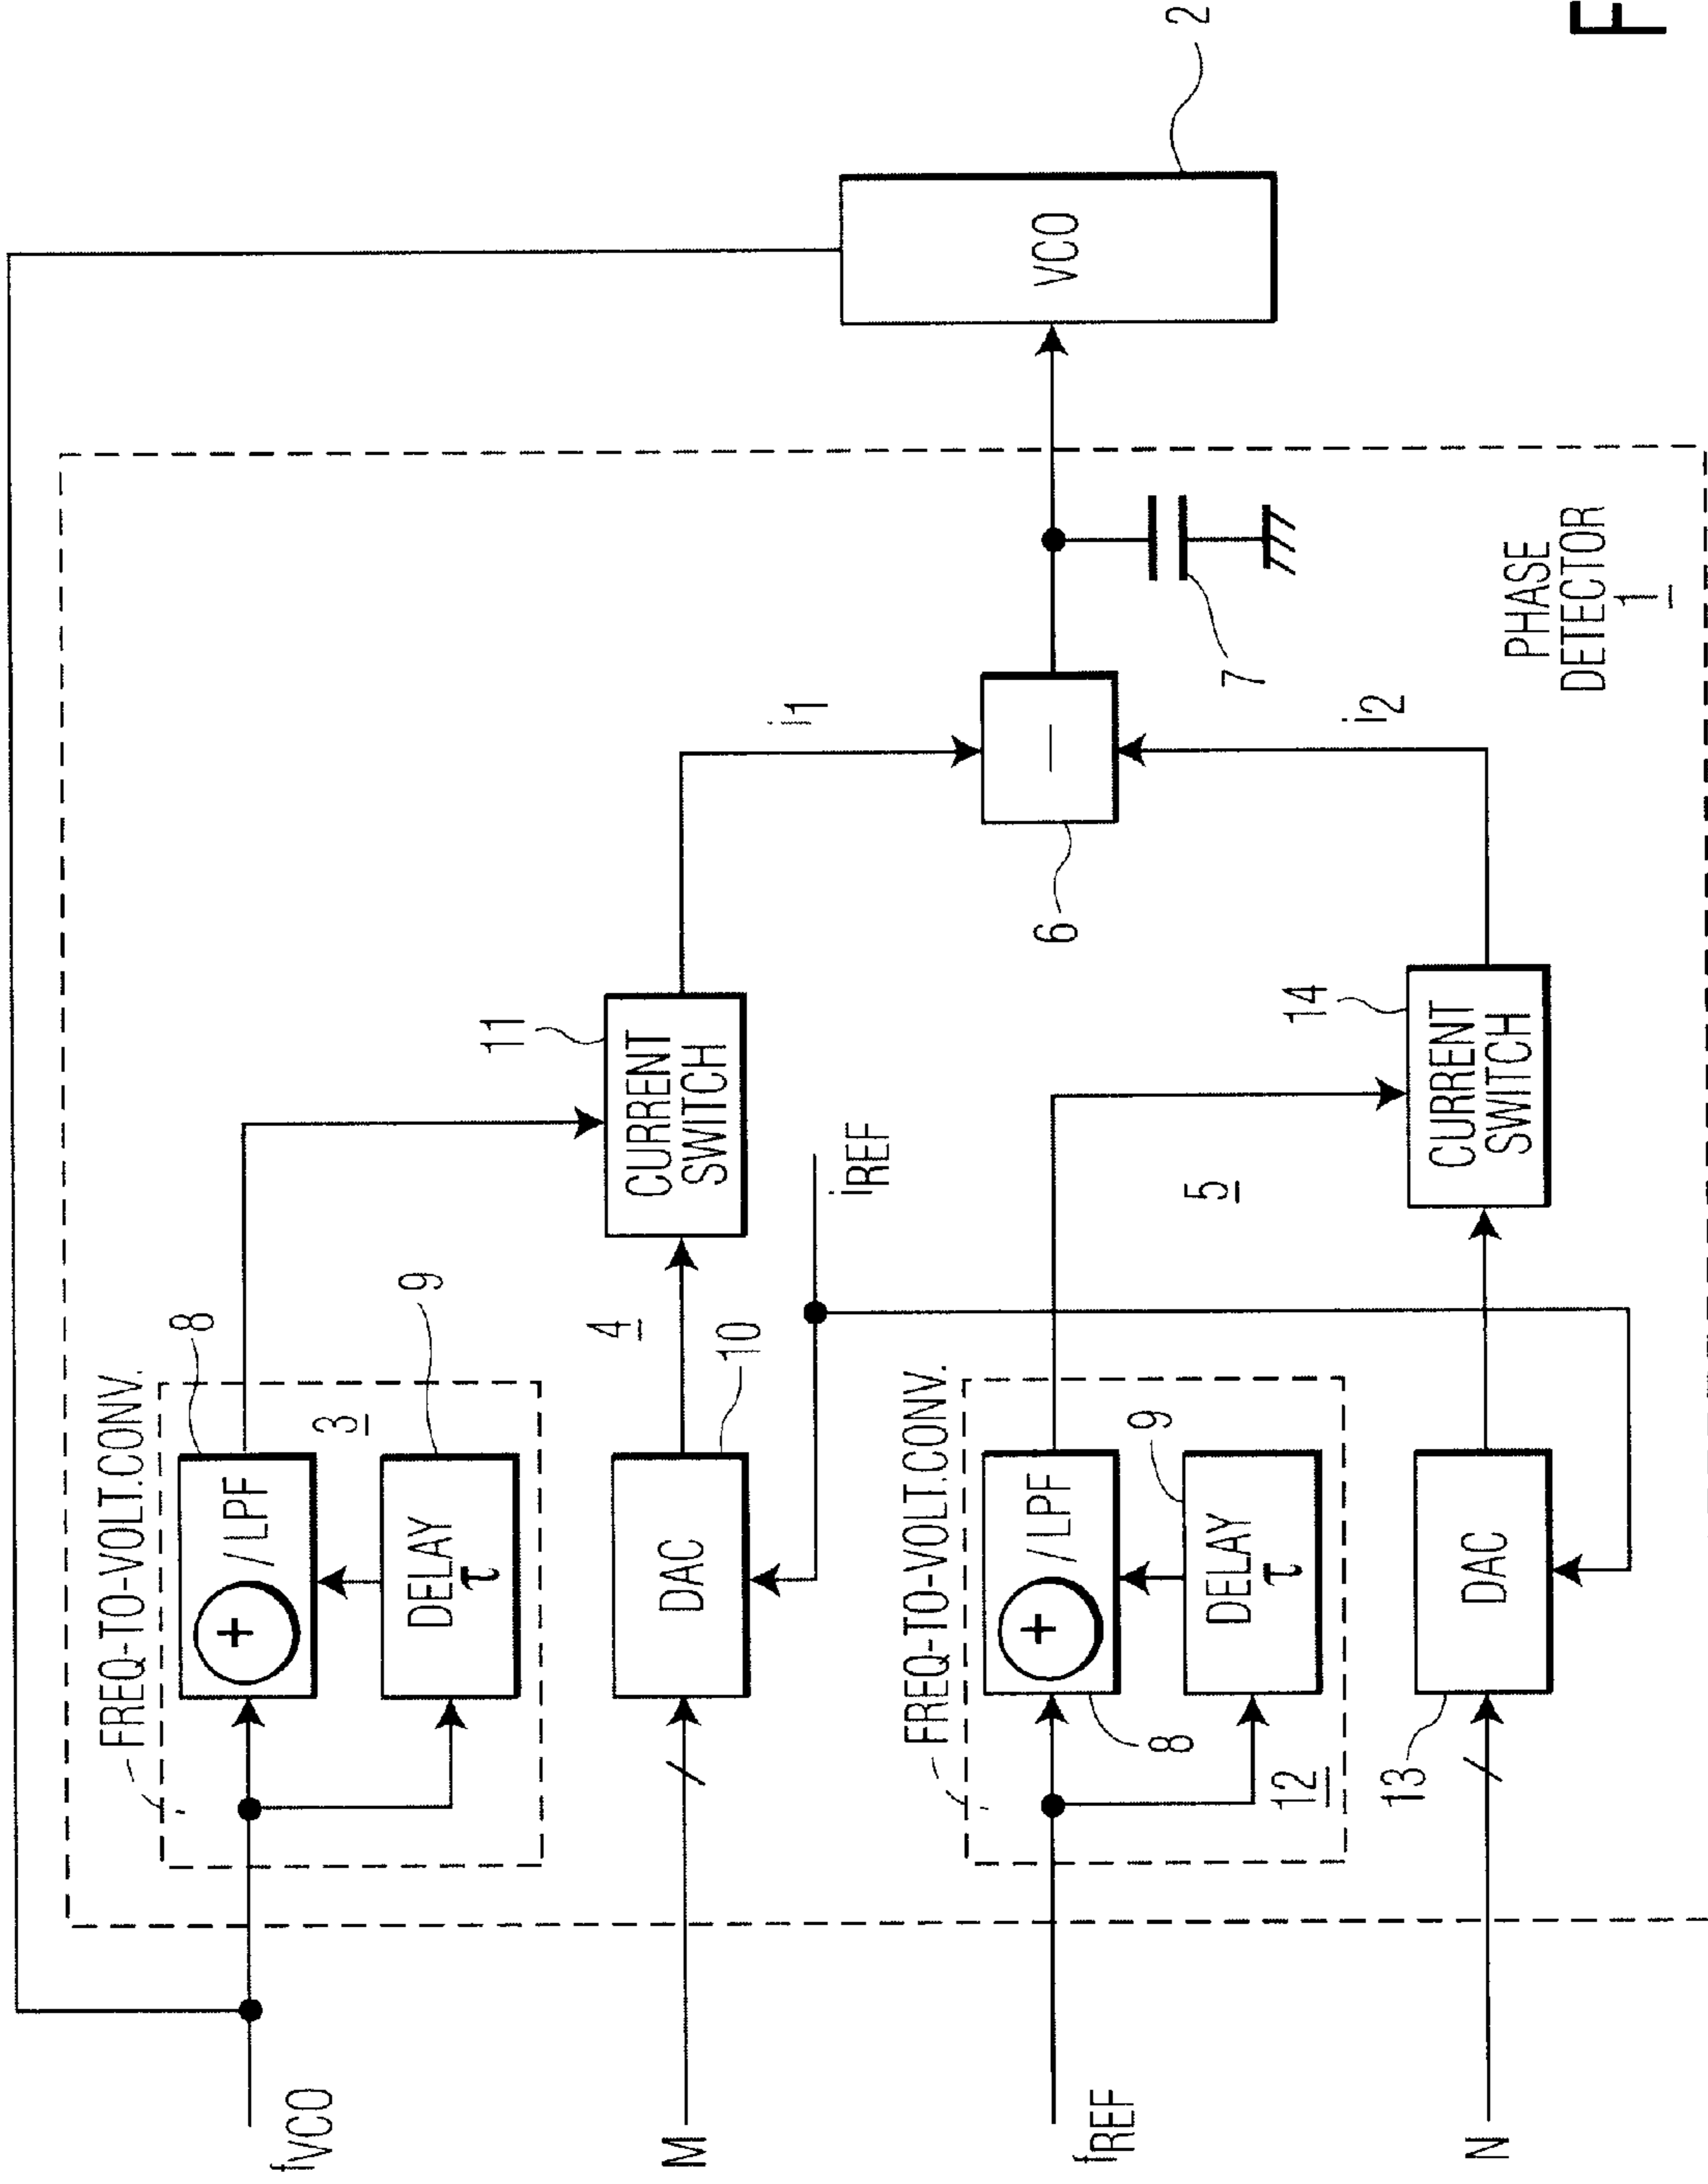 fVCO
M
fREF
N
FREQ-TO-VOLT.CONV.
8
+ /LPF
3
9
DELAY
τ
4
10
DAC
iREF
11
CURRENT
SWITCH
i1
FREQ-TO-VOLT.CONV.
+ /LPF
8
9
DELAY
τ
12
5
13
DAC
14
CURRENT
SWITCH
i2
6
–
7
PHASE
DETECTOR
1
VCO
2
F